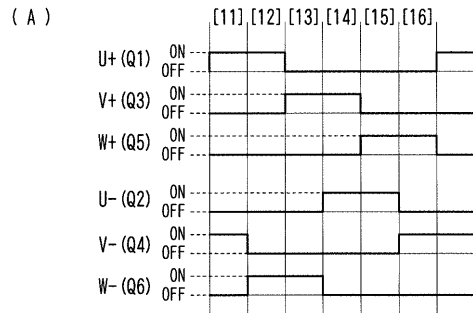 (A)
[11] [12] [13] [14] [15] [16]
U+(Q1) ON
OFF
V+(Q3) ON
OFF
W+(Q5) ON
OFF
U-(Q2) ON
OFF
V-(Q4) ON
OFF
W-(Q6) ON
OFF